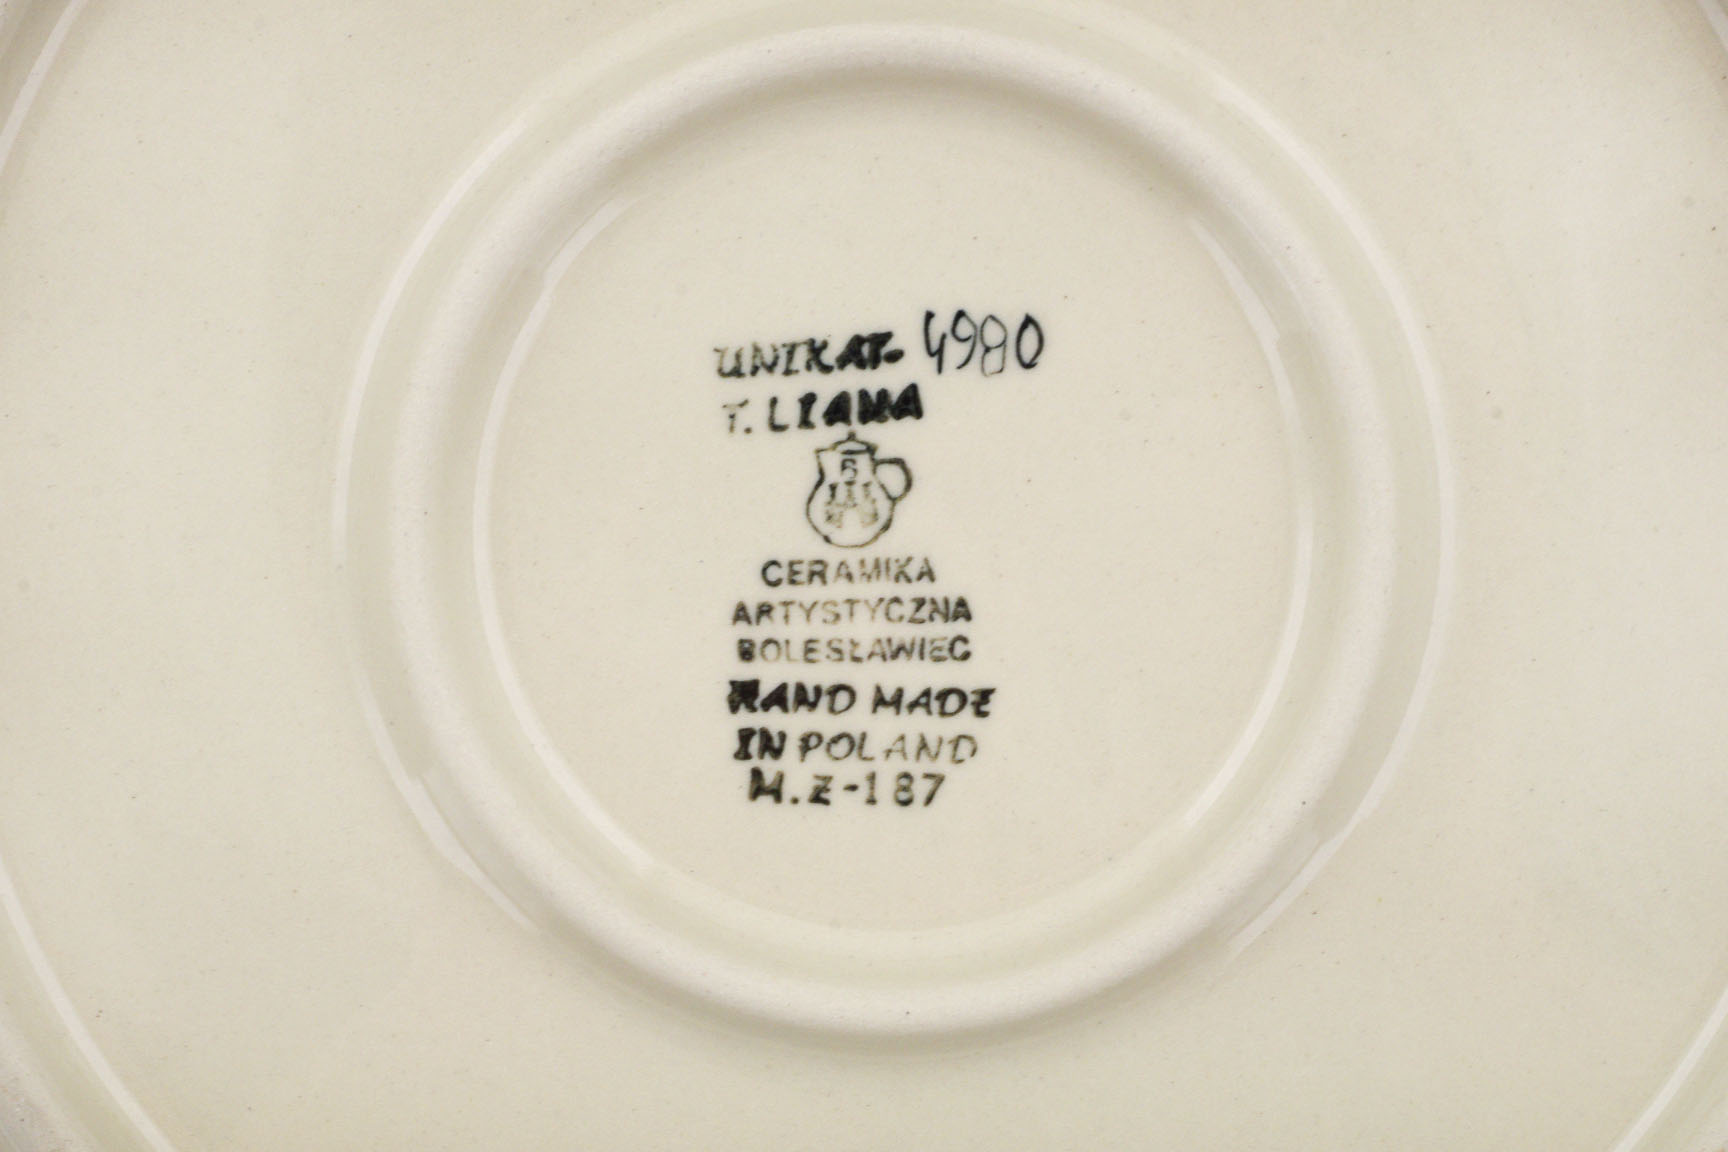 UNIKAT. 4980
T. LIANA
B
CERAMIKA
ARTYSTYCZNA
BOLESŁAWIEC
HAND MADE
IN POLAND
M.Z-187